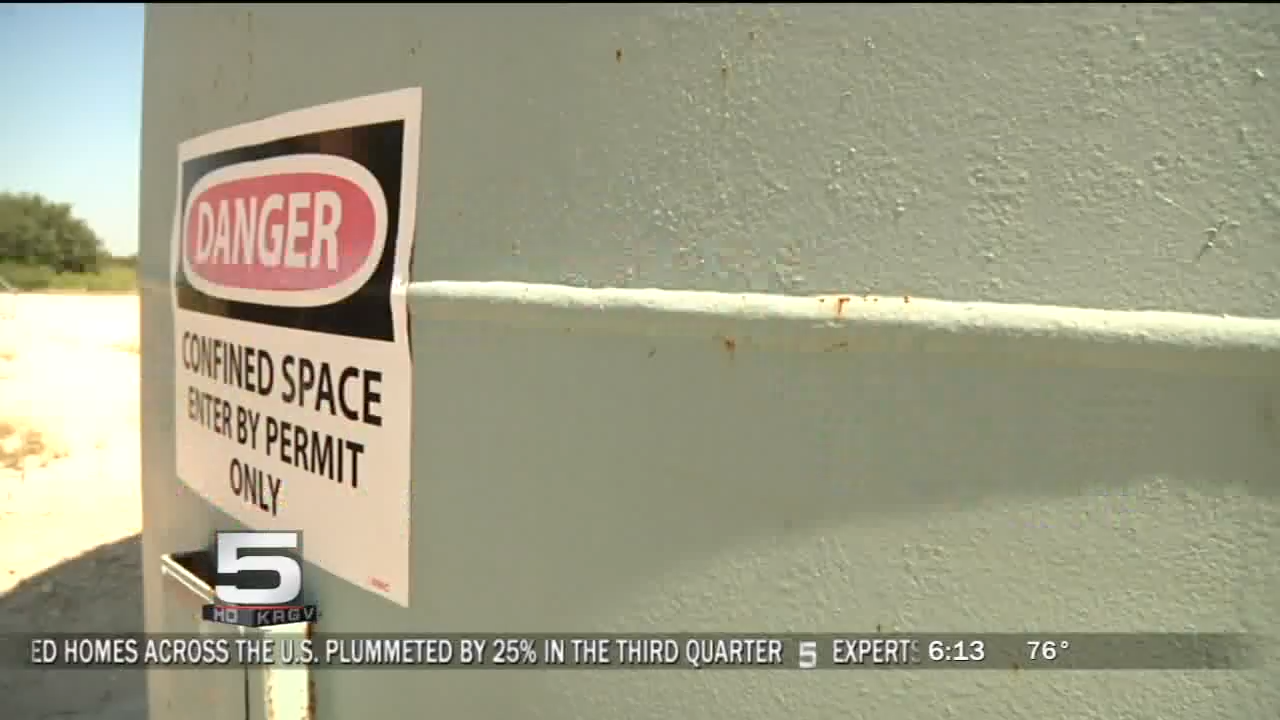 DANGER
CONFINED SPACE
ENTER BY PERMIT
ONLY
5
HD KRGV
ED HOMES ACROSS THE U.S. PLUMMETED BY 25% IN THE THIRD QUARTER 5 EXPERTS 6:13 76°